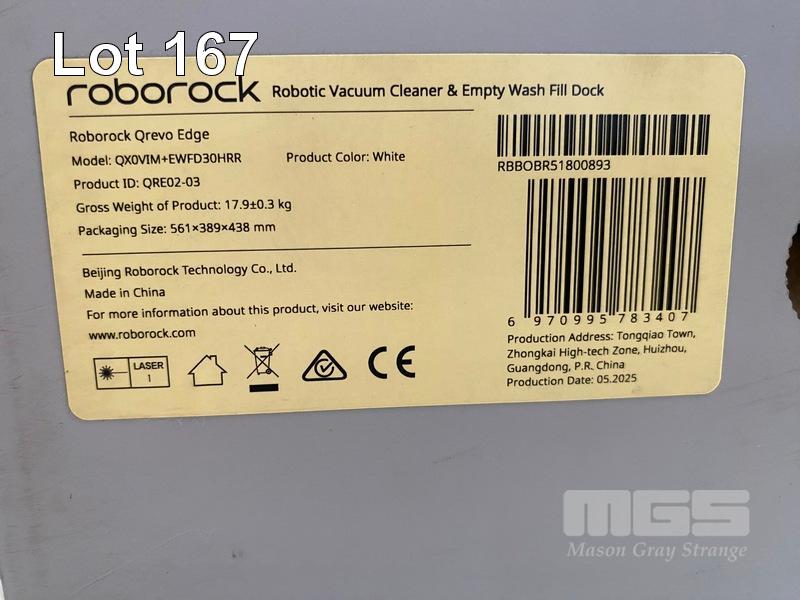 Lot 167
roborock Robotic Vacuum Cleaner & Empty Wash Fill Dock
Roborock Qrevo Edge
Model: QX0VIM+EWFD30HRR Product Color: White
Product ID: QRE02-03
Gross Weight of Product: 17.9±0.3 kg
Packaging Size: 561×389×438 mm
RBBOBR51800893
Beijing Roborock Technology Co., Ltd.
Made in China
For more information about this product, visit our website:
www.roborock.com
LASER
1
CE
6 970995 783407
Production Address: Tongqiao Town,
Zhongkai High-tech Zone, Huizhou,
Guangdong, P.R. China
Production Date: 05.2025
MGS
Mason Gray Strange